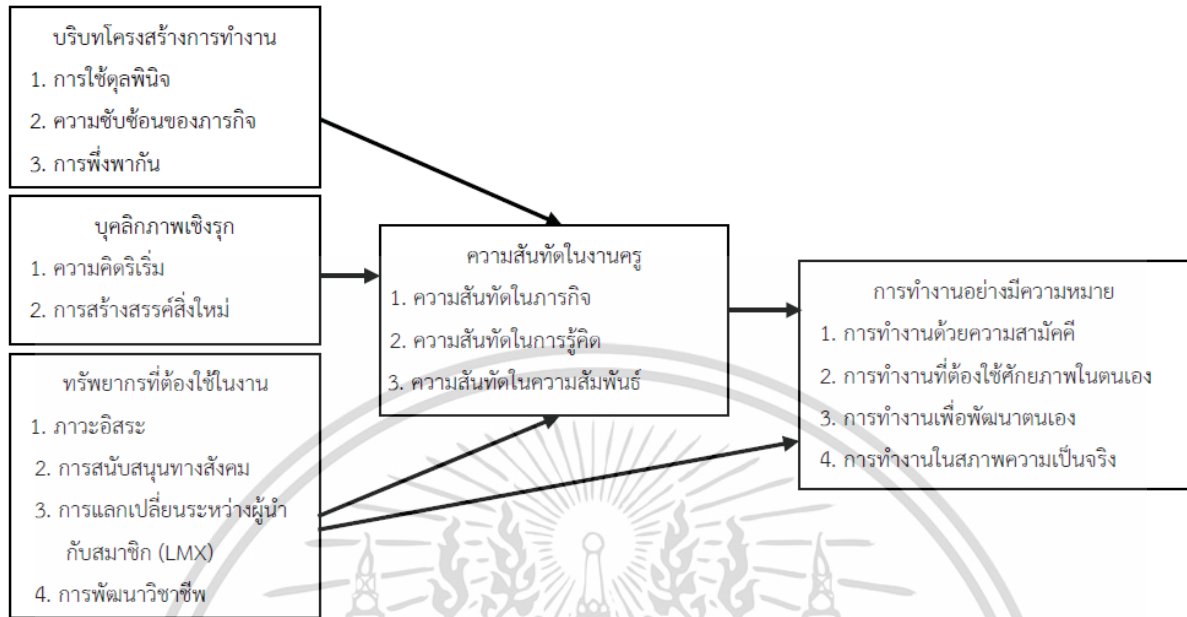 บริบทโครงสร้างการทำงาน
1. การใช้ดุลพินิจ
2. ความซับซ้อนของภารกิจ
3. การพึ่งพากัน
บุคลิกภาพเชิงรุก
1. ความคิดริเริ่ม
2. การสร้างสรรค์สิ่งใหม่
ทรัพยากรที่ต้องใช้ในงาน
1. ภาวะอิสระ
2. การสนับสนุนทางสังคม
3. การแลกเปลี่ยนระหว่างผู้นำ
กับสมาชิก (LMX)
4. การพัฒนาวิชาชีพ
ความสันทัดในงานครู
1. ความสันทัดในภารกิจ
2. ความสันทัดในการรู้คิด
3. ความสันทัดในความสัมพันธ์
การทำงานอย่างมีความหมาย
1. การทำงานด้วยความสามัคคี
2. การทำงานที่ต้องใช้ศักยภาพในตนเอง
3. การทำงานเพื่อพัฒนาตนเอง
4. การทำงานในสภาพความเป็นจริง